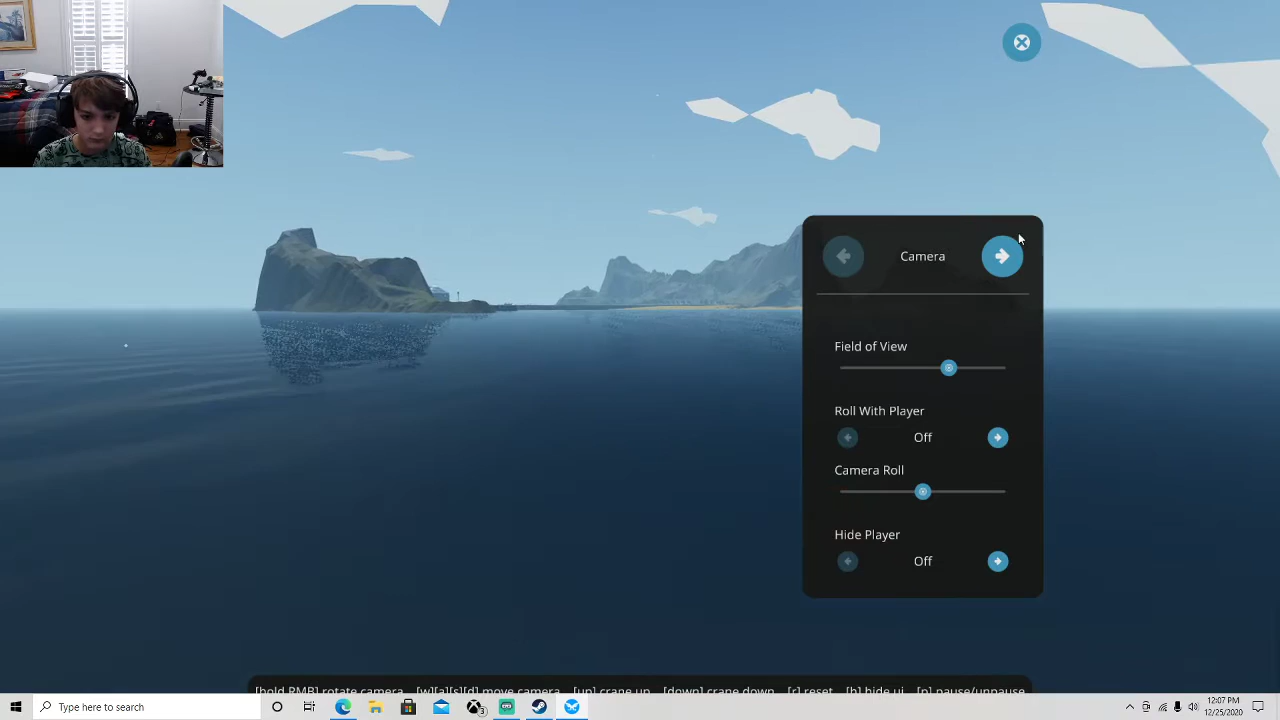 Camera
Field of View
Roll With Player
Off
Camera Roll
Hide Player
Off
[hold RMB] rotate camera [w][a][s][d] move camera [up] crane up [down] crane down [r] reset [h] hide ui [p] pause/unpause
Type here to search
3
12:07 PM
12/25/2020